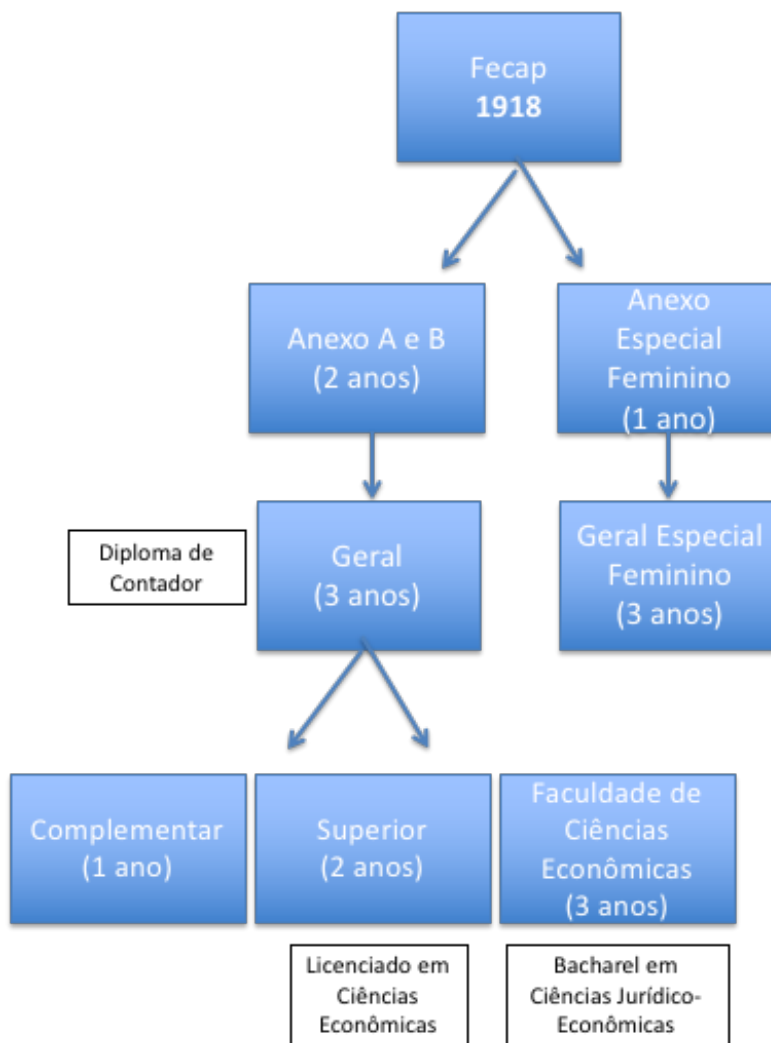 Fecap
1918
Anexo A e B
(2 anos)
Anexo
Especial
Feminino
(1 ano)
Diploma de
Contador
Geral
(3 anos)
Geral Especial
Feminino
(3 anos)
Complementar
(1 ano)
Superior
(2 anos)
Faculdade de
Ciências
Econômicas
(3 anos)
Licenciado em
Ciências
Econômicas
Bacharel em
Ciências Jurídico-
Econômicas